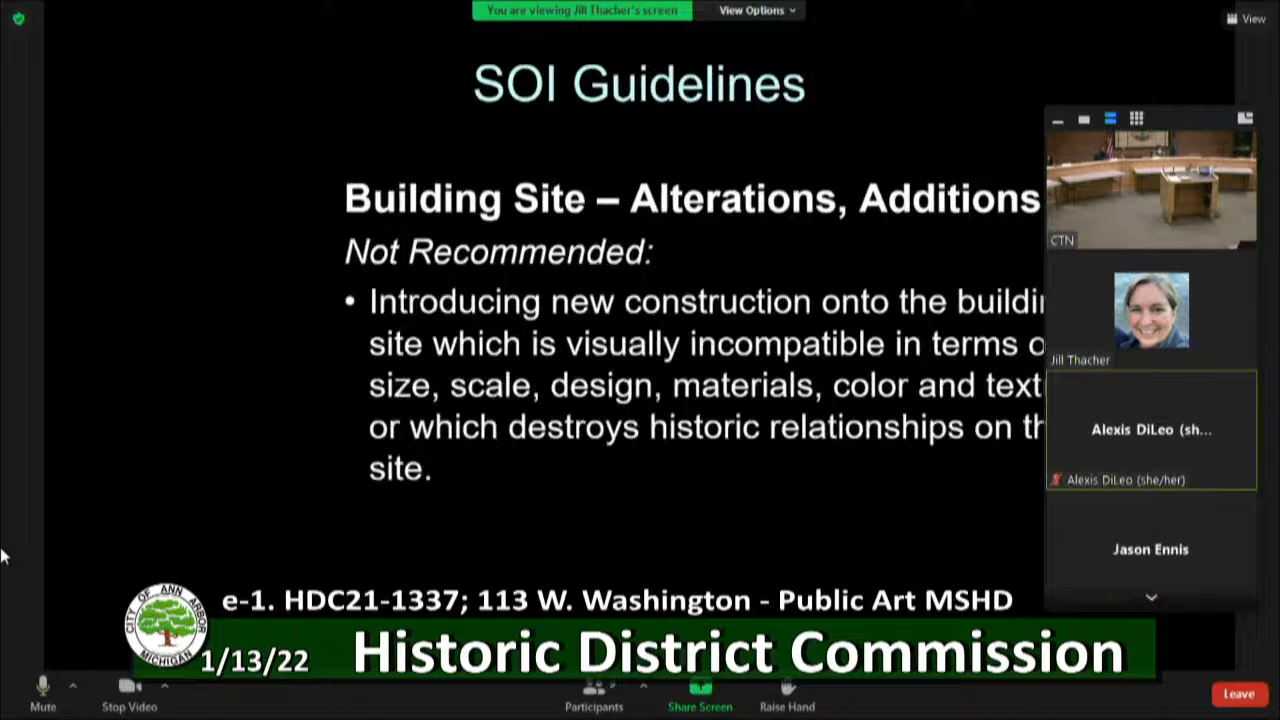 You are viewing Jill Thacher's screen
View Options
View
SOI Guidelines
Building Site – Alterations, Additions
Not Recommended:
• Introducing new construction onto the buildi
site which is visually incompatible in terms o
size, scale, design, materials, color and text
or which destroys historic relationships on th
site.
CTN
Jill Thacher
Alexis DiLeo (sh...
Alexis DiLeo (she/her)
Jason Ennis
e-1. HDC21-1337; 113 W. Washington - Public Art MSHD
CITY OF ANN ARBOR
MICHIGAN
1/13/22
Historic District Commission
Mute
Stop Video
Participants
Share Screen
Raise Hand
Leave